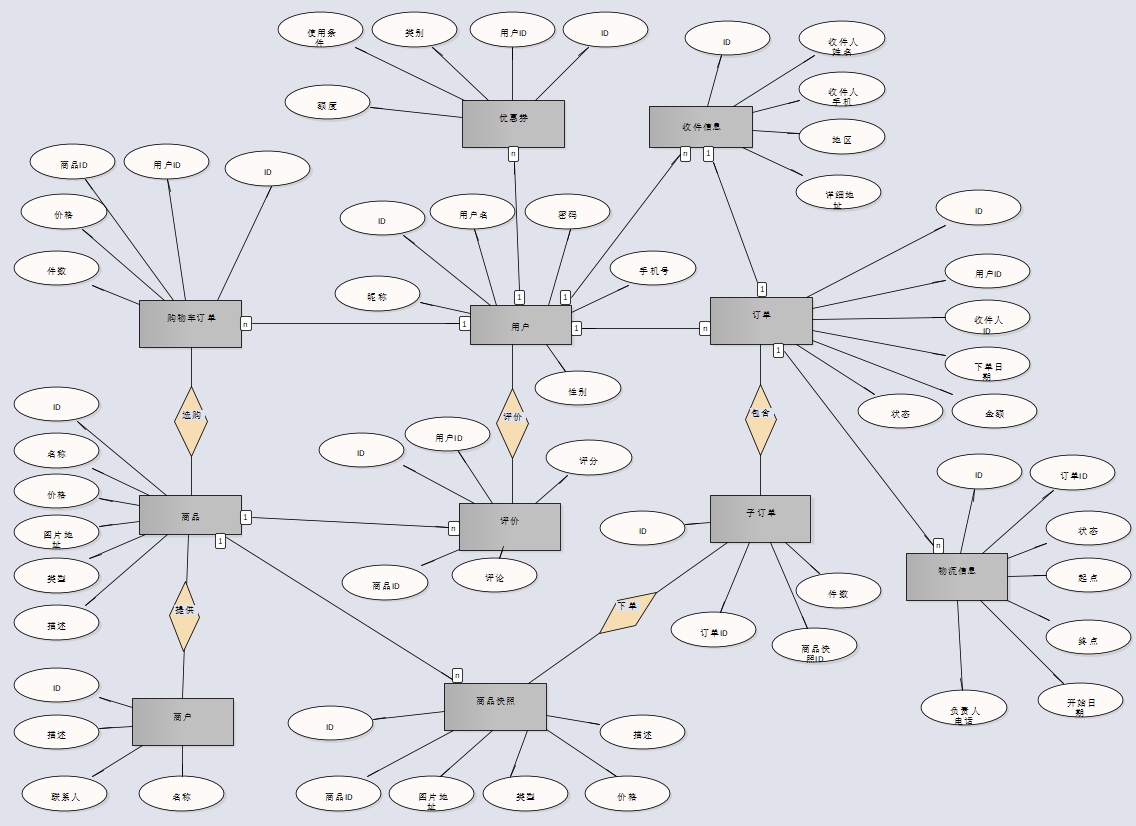 使用条
件
类别
用户ID
ID
额度
优惠券
n
ID
收件人
姓名
收件人
手机
地区
详细地
址
收件信息
n
1
商品ID
用户ID
ID
价格
件数
购物车订单
n
ID
用户名
密码
手机号
昵称
性别
用户
1
1
1
1
ID
用户ID
收件人
ID
下单日
期
金额
状态
订单
1
n
1
选购
评价
包含
ID
名称
价格
图片地
址
类型
描述
商品
1
1
ID
用户ID
评分
商品ID
评论
评价
n
ID
订单ID
商品快
照ID
件数
子订单
ID
订单ID
状态
起点
终点
开始日
期
负责人
电话
物流信息
n
提供
下单
ID
描述
联系人
名称
商户
n
商品快照
ID
商品ID
图片地
址
类型
价格
描述